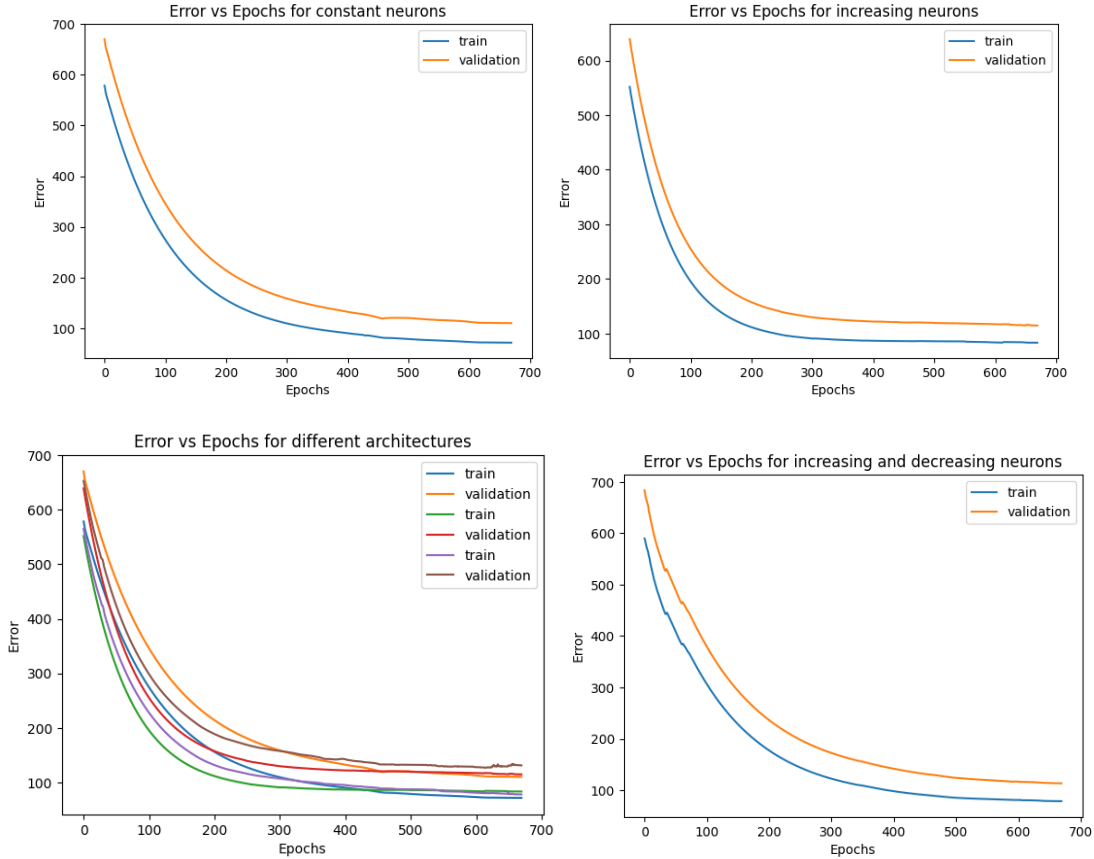 Error vs Epochs for constant neurons
700
600
500
400
300
200
100
Error
0 100 200 300 400 500 600 700
Epochs
train
validation
Error vs Epochs for increasing neurons
600
500
400
300
200
100
Error
0 100 200 300 400 500 600 700
Epochs
train
validation
Error vs Epochs for different architectures
700
600
500
400
300
200
100
Error
0 100 200 300 400 500 600 700
Epochs
train
validation
train
validation
train
validation
Error vs Epochs for increasing and decreasing neurons
700
600
500
400
300
200
100
Error
0 100 200 300 400 500 600 700
Epochs
train
validation